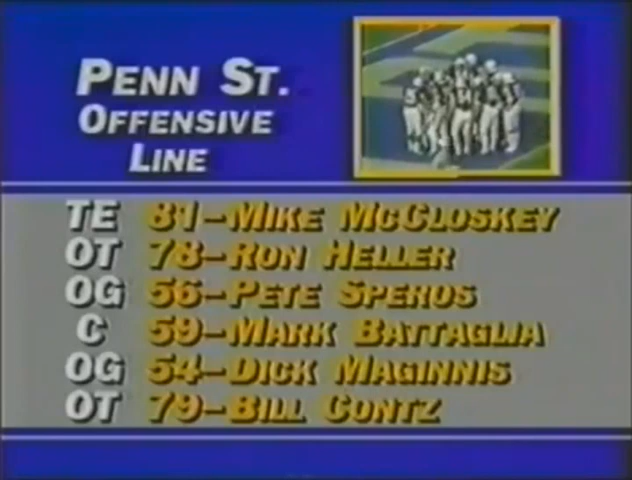 PENN ST.
OFFENSIVE
LINE
TE 81-MIKE MCCLOSKEY
OT 78-RON HELLER
OG 56-PETE SPEROS
C 59-MARK BATTAGLIA
OG 54-DICK MAGINNIS
OT 79-BILL CONTZ